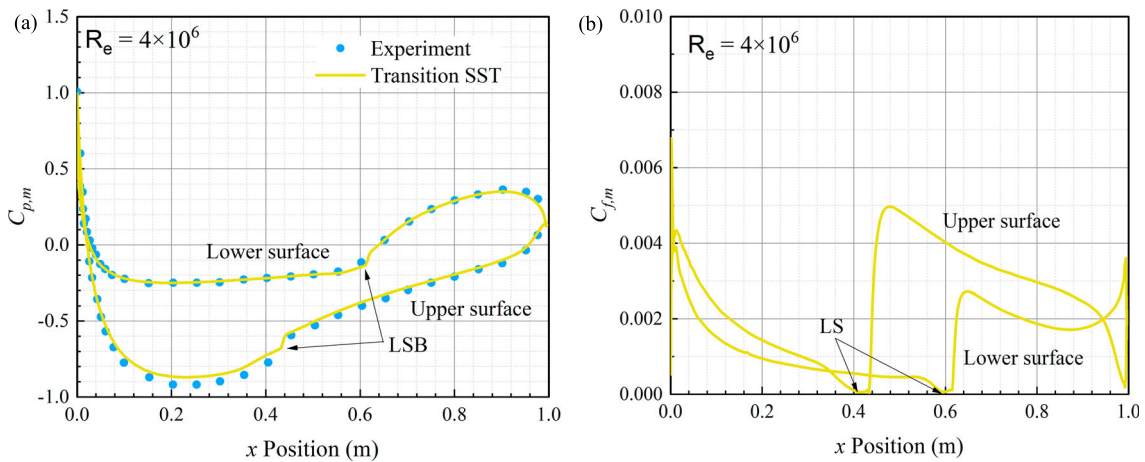 (a)
R_e = 4×10^6
Experiment
Transition SST
Lower surface
Upper surface
LSB
1.5
1.0
0.5
0.0
-0.5
-1.0
C_p,m
0.0 0.2 0.4 0.6 0.8 1.0
x Position (m)
(b)
R_e = 4×10^6
Upper surface
LS
Lower surface
0.010
0.008
0.006
0.004
0.002
0.000
C_f,m
0.0 0.2 0.4 0.6 0.8 1.0
x Position (m)